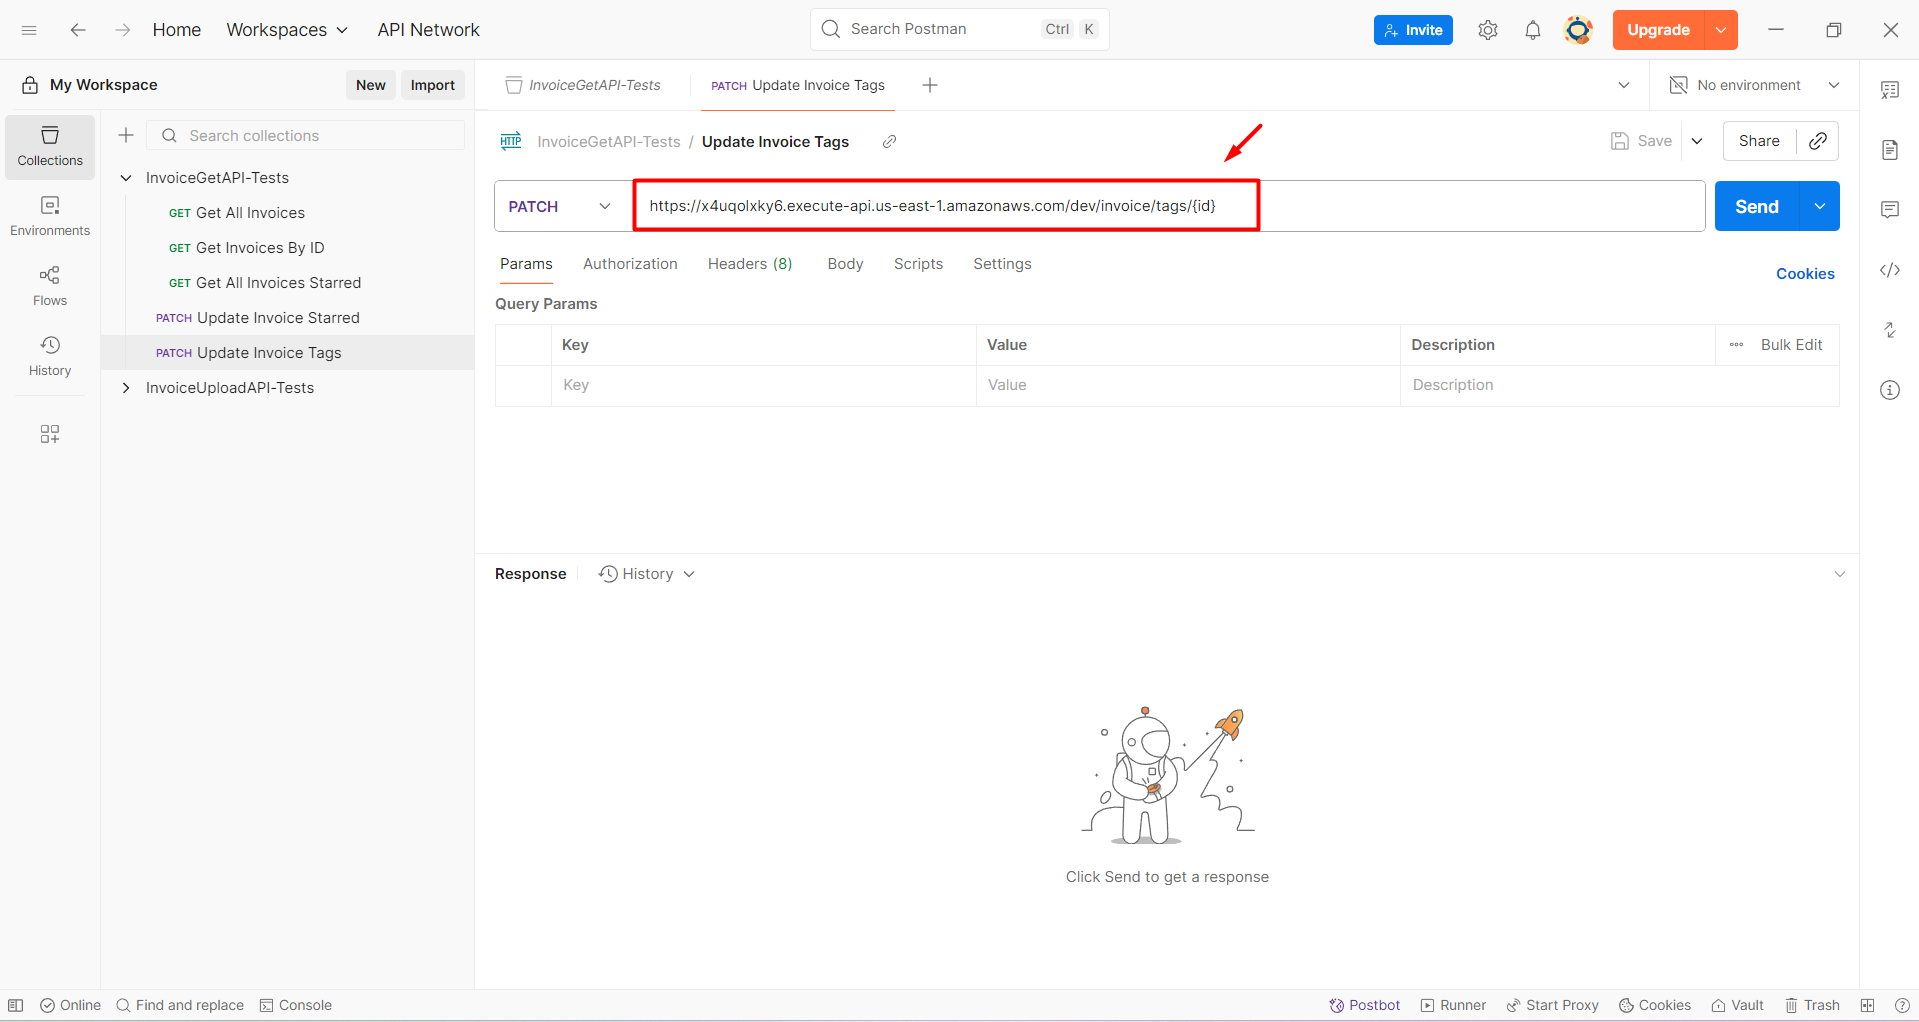 Home Workspaces API Network Search Postman Ctrl K Invite Upgrade
My Workspace New Import
InvoiceGetAPI-Tests PATCH Update Invoice Tags No environment
Search collections
Collections
InvoiceGetAPI-Tests / Update Invoice Tags Save Share
InvoiceGetAPI-Tests
GET Get All Invoices
GET Get Invoices By ID
GET Get All Invoices Starred
PATCH Update Invoice Starred
PATCH Update Invoice Tags
InvoiceUploadAPI-Tests
Environments
Flows
History
PATCH https://x4uqolxky6.execute-api.us-east-1.amazonaws.com/dev/invoice/tags/{id} Send
Params Authorization Headers (8) Body Scripts Settings Cookies
Query Params
Key Value Description Bulk Edit
Key Value Description
Response History
Click Send to get a response
Online Find and replace Console Postbot Runner Start Proxy Cookies Vault Trash